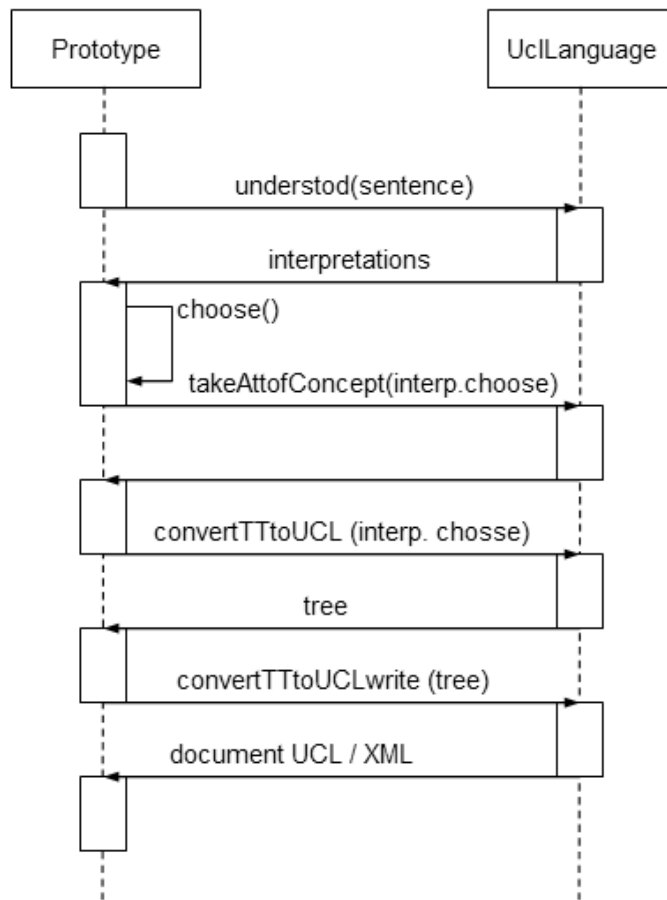 Prototype
UclLanguage
understod(sentence)
interpretations
choose()
takeAttofConcept(interp.choose)
convertTTtoUCL (interp. chosse)
tree
convertTTtoUCLwrite (tree)
document UCL / XML